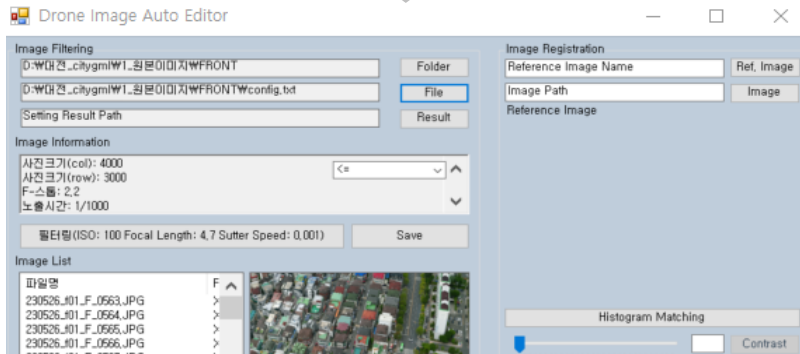 Drone Image Auto Editor
Image Filtering
D:₩대전_citygml₩1_원본이미지₩FRONT
Folder
D:₩대전_citygml₩1_원본이미지₩FRONT₩config.txt
File
Setting Result Path
Result
Image Information
사진크기(col): 4000
사진크기(row): 3000
F-스톱: 2,2
노출시간: 1/1000
<=
필터링(ISO: 100 Focal Length: 4,7 Sutter Speed: 0,001)
Save
Image List
파일명
F
230526_f01_F_0563,JPG
230526_f01_F_0564,JPG
230526_f01_F_0565,JPG
Image Registration
Reference Image Name
Ref, Image
Image Path
Image
Reference Image
Histogram Matching
Contrast